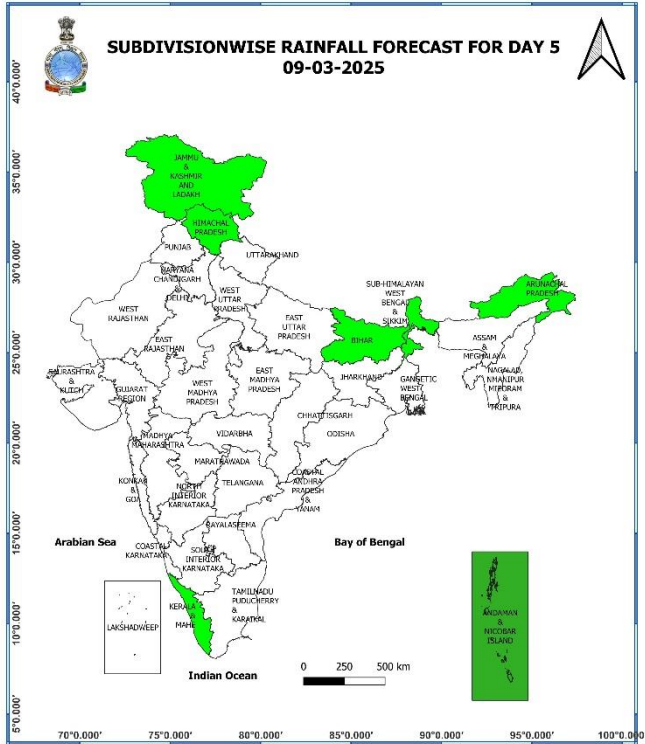 SUBDIVISIONWISE RAINFALL FORECAST FOR DAY 5
09-03-2025
40°0.000'
35°0.000'
30°0.000'
25°0.000'
20°0.000'
15°0.000'
10°0.000'
5°0.000'
JAMMU
&
KASHMIR
AND
LADAKH
HIMACHAL
PRADESH
PUNJAB
UTTARAKHAND
HARYANA
CHANDIGARH
&
DELHI
WEST
UTTAR
PRADESH
SUB-HIMALAYAN
WEST
BENGAL
&
SIKKIM
ARUNACHAL
PRADESH
WEST
RAJASTHAN
EAST
RAJASTHAN
EAST
UTTAR
PRADESH
BIHAR
ASSAM
&
MEGHALAYA
SAURASHTRA
&
KUTCH
GUJARAT
REGION
WEST
MADHYA
PRADESH
EAST
MADHYA
PRADESH
JHARKHAND
GANGETIC
WEST
BENGAL
NAGALAD,
NMANIPUR
MIZORAM
&
TRIPURA
CHHATTISGARH
ODISHA
MADHYA
MAHARASHTRA
VIDARBHA
MARATHAWADA
KONKAN
&
GOA
NORTH
INTERIOR
KARNATAKA
TELANGANA
COASTAL
ANDHRA
PRADESH
&
YANAM
RAYALASEEMA
Arabian Sea
COASTAL
KARNATAKA
SOUTH
INTERIOR
KARNATAKA
Bay of Bengal
LAKSHADWEEP
KERALA
&
MAHE
TAMILNADU
PUDUCHERRY
&
KARAIKAL
ANDAMAN
&
NICOBAR
ISLAND
Indian Ocean
0 250 500 km
70°0.000' 75°0.000' 80°0.000' 85°0.000' 90°0.000' 95°0.000' 100°0.000'